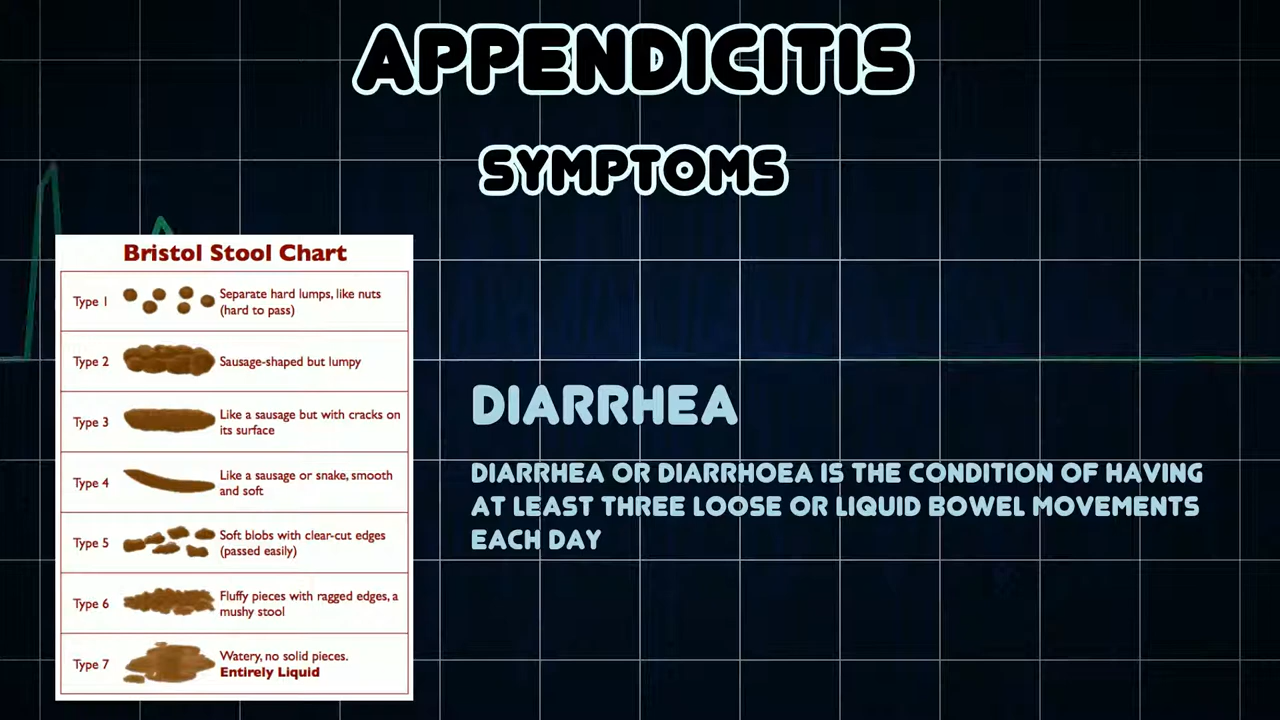 APPENDICITIS
SYMPTOMS
Bristol Stool Chart
Type 1
Separate hard lumps, like nuts
(hard to pass)
Type 2
Sausage-shaped but lumpy
Type 3
Like a sausage but with cracks on
its surface
Type 4
Like a sausage or snake, smooth
and soft
Type 5
Soft blobs with clear-cut edges
(passed easily)
Type 6
Fluffy pieces with ragged edges, a
mushy stool
Type 7
Watery, no solid pieces.
Entirely Liquid
DIARRHEA
DIARRHEA OR DIARRHOEA IS THE CONDITION OF HAVING
AT LEAST THREE LOOSE OR LIQUID BOWEL MOVEMENTS
EACH DAY